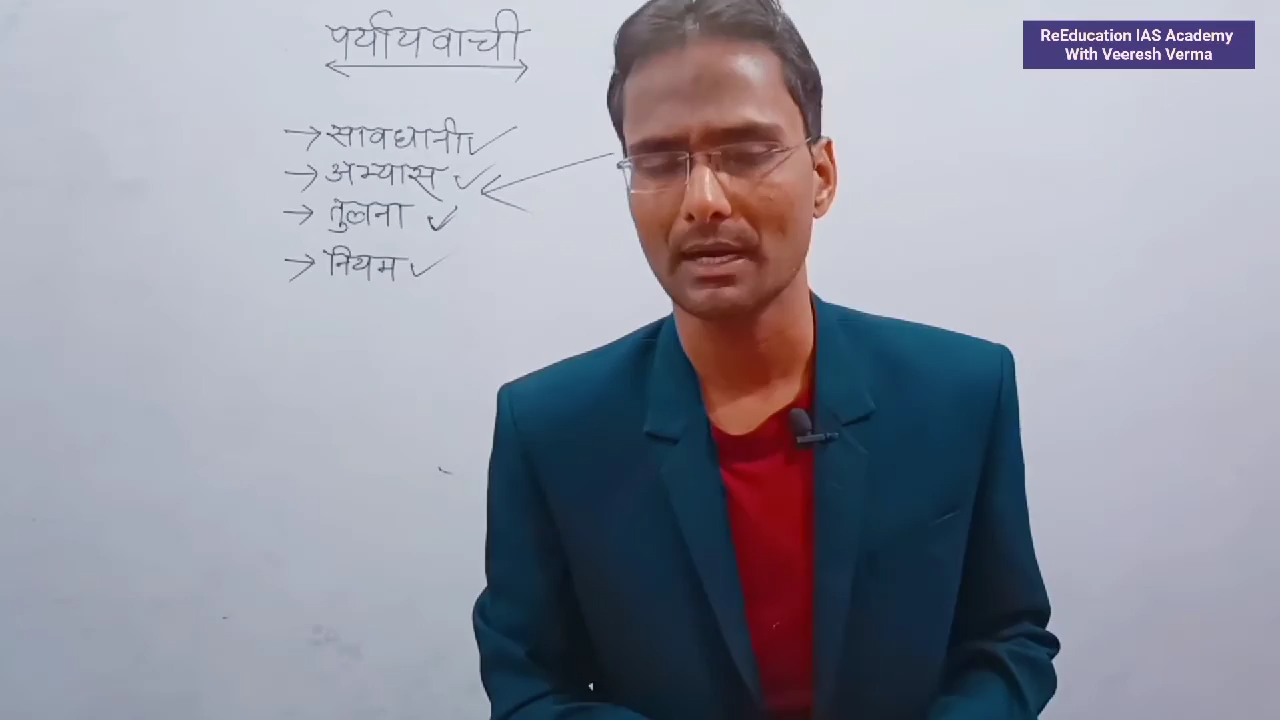 पर्यायवाची
→ सावधानी ✓
→ अभ्यास ✓
→ तुलना ✓
→ नियम ✓
ReEducation IAS Academy
With Veeresh Verma